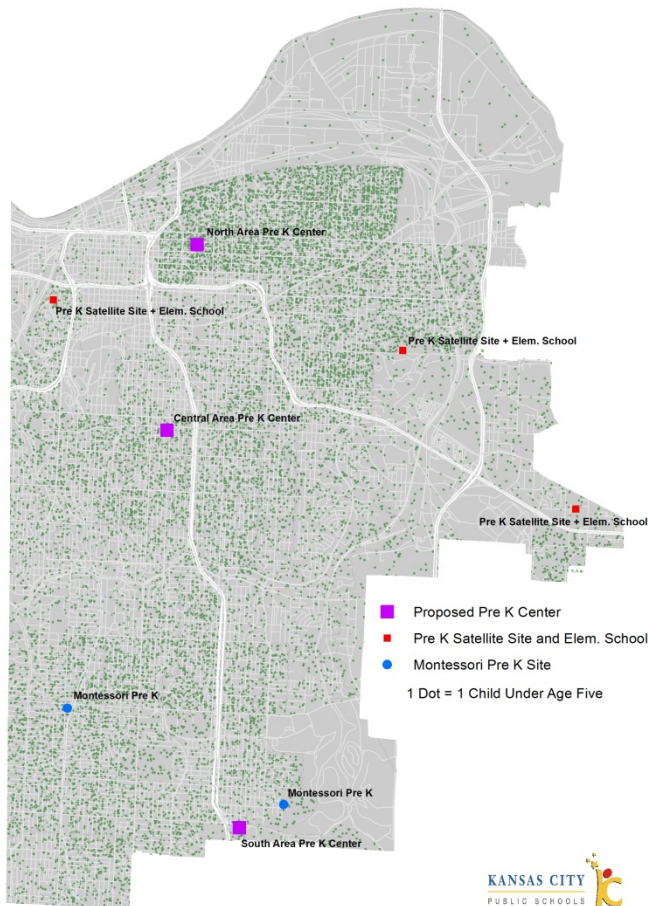 North Area Pre K Center
Pre K Satellite Site + Elem. School
Pre K Satellite Site + Elem. School
Central Area Pre K Center
Pre K Satellite Site + Elem. School
Proposed Pre K Center
Pre K Satellite Site and Elem. School
Montessori Pre K Site
1 Dot = 1 Child Under Age Five
Montessori Pre K
Montessori Pre K
South Area Pre K Center
KANSAS CITY
PUBLIC SCHOOLS